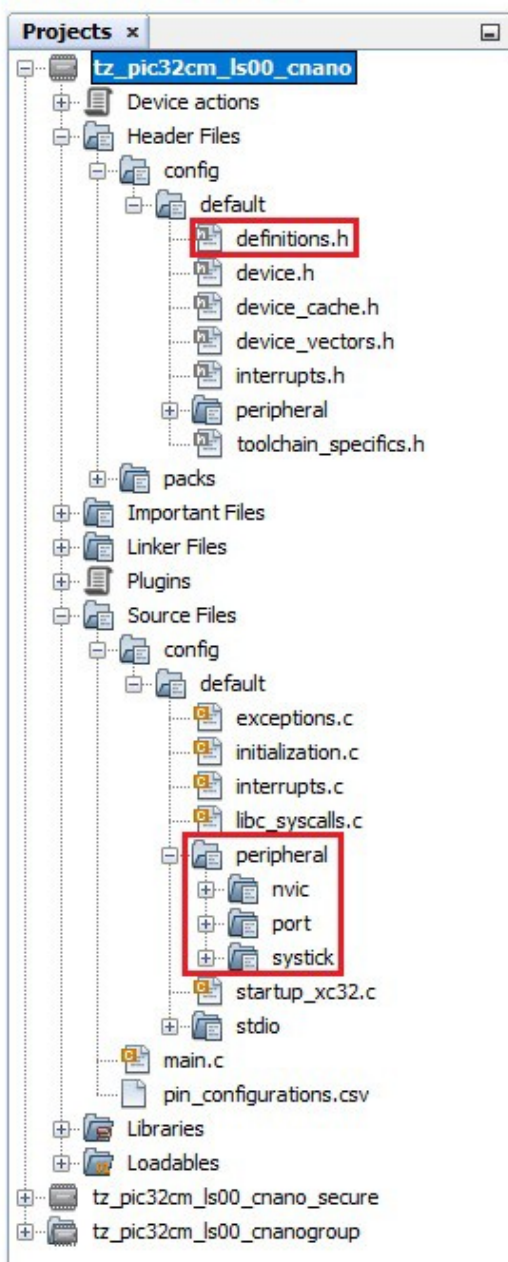 Projects ×
tz_pic32cm_ls00_cnano
Device actions
Header Files
config
default
definitions.h
device.h
device_cache.h
device_vectors.h
interrupts.h
peripheral
toolchain_specifics.h
packs
Important Files
Linker Files
Plugins
Source Files
config
default
exceptions.c
initialization.c
interrupts.c
libc_syscalls.c
peripheral
nvic
port
systick
startup_xc32.c
stdio
main.c
pin_configurations.csv
Libraries
Loadables
tz_pic32cm_ls00_cnano_secure
tz_pic32cm_ls00_cnanogroup